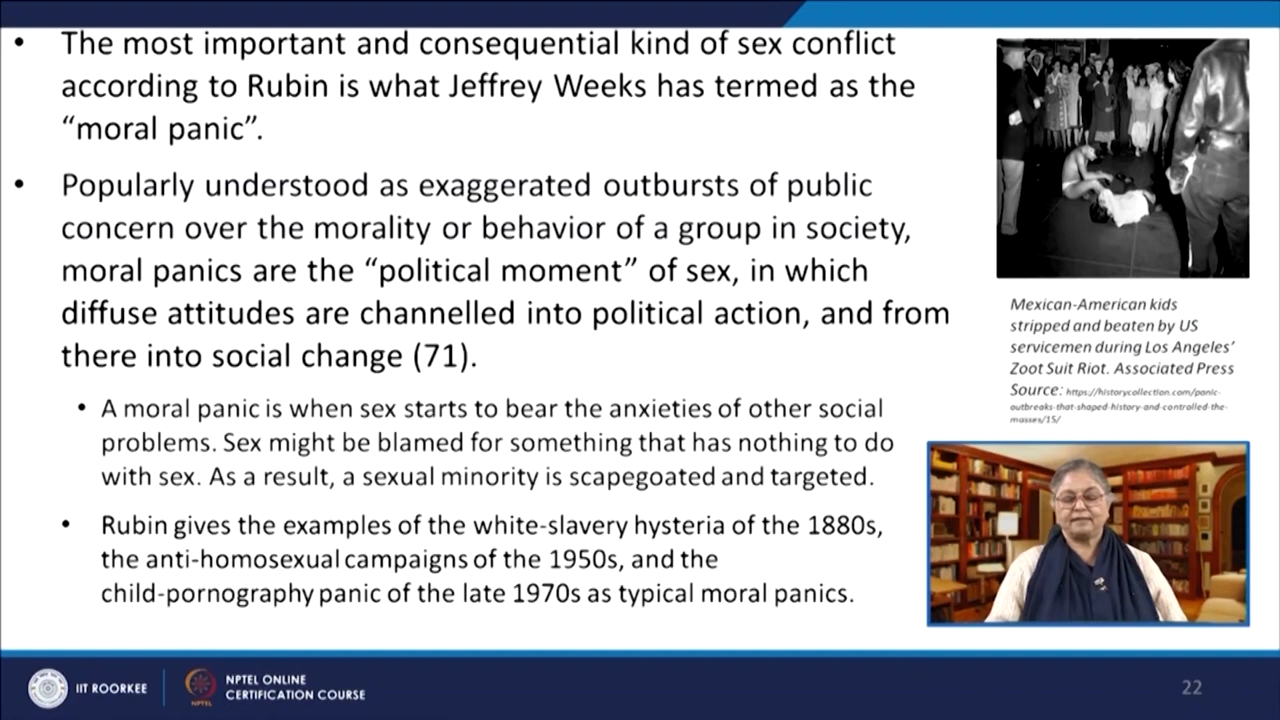 • The most important and consequential kind of sex conflict
according to Rubin is what Jeffrey Weeks has termed as the
“moral panic”.
• Popularly understood as exaggerated outbursts of public
concern over the morality or behavior of a group in society,
moral panics are the “political moment” of sex, in which
diffuse attitudes are channelled into political action, and from
there into social change (71).
• A moral panic is when sex starts to bear the anxieties of other social
problems. Sex might be blamed for something that has nothing to do
with sex. As a result, a sexual minority is scapegoated and targeted.
• Rubin gives the examples of the white-slavery hysteria of the 1880s,
the anti-homosexual campaigns of the 1950s, and the
child-pornography panic of the late 1970s as typical moral panics.
Mexican-American kids
stripped and beaten by US
servicemen during Los Angeles’
Zoot Suit Riot. Associated Press
Source: https://historycollection.com/panic-
outbreaks-that-shaped-history-and-controlled-the-
masses/15/
IIT ROORKEE
NPTEL
NPTEL ONLINE
CERTIFICATION COURSE
22